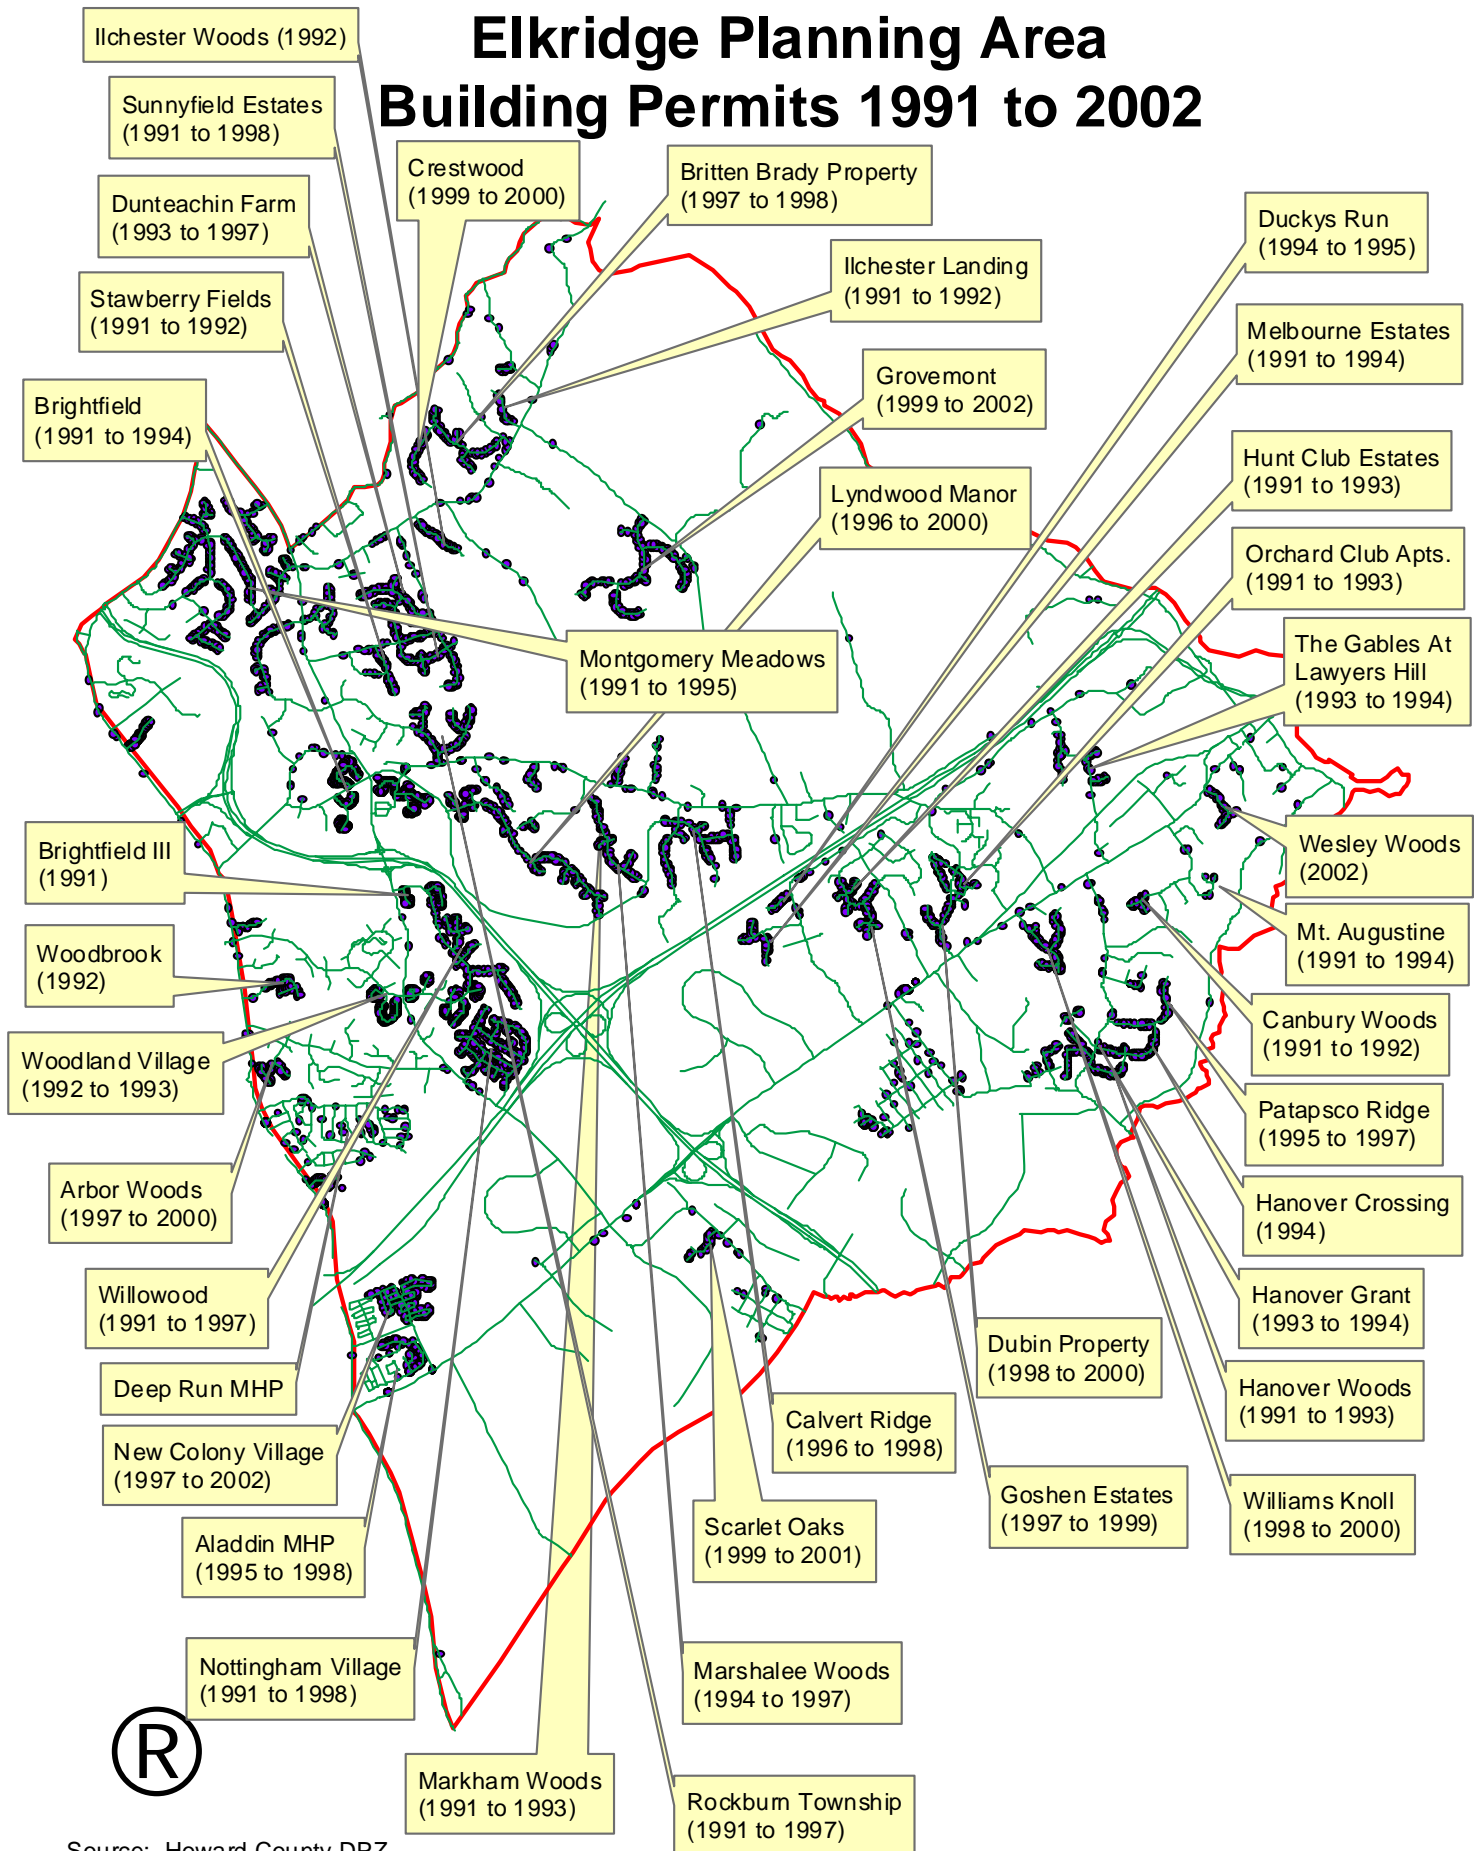 Elkridge Planning Area
Building Permits 1991 to 2002
Ilchester Woods (1992)
Sunnyfield Estates
(1991 to 1998)
Crestwood
(1999 to 2000)
Britten Brady Property
(1997 to 1998)
Dunteachin Farm
(1993 to 1997)
Duckys Run
(1994 to 1995)
Ilchester Landing
(1991 to 1992)
Stawberry Fields
(1991 to 1992)
Melbourne Estates
(1991 to 1994)
Grovemont
(1999 to 2002)
Brightfield
(1991 to 1994)
Hunt Club Estates
(1991 to 1993)
Lyndwood Manor
(1996 to 2000)
Orchard Club Apts.
(1991 to 1993)
The Gables At
Lawyers Hill
(1993 to 1994)
Montgomery Meadows
(1991 to 1995)
Brightfield III
(1991)
Wesley Woods
(2002)
Woodbrook
(1992)
Mt. Augustine
(1991 to 1994)
Woodland Village
(1992 to 1993)
Canbury Woods
(1991 to 1992)
Patapsco Ridge
(1995 to 1997)
Arbor Woods
(1997 to 2000)
Hanover Crossing
(1994)
Willowood
(1991 to 1997)
Hanover Grant
(1993 to 1994)
Dubin Property
(1998 to 2000)
Deep Run MHP
Hanover Woods
(1991 to 1993)
Calvert Ridge
(1996 to 1998)
New Colony Village
(1997 to 2002)
Goshen Estates
(1997 to 1999)
Williams Knoll
(1998 to 2000)
Scarlet Oaks
(1999 to 2001)
Aladdin MHP
(1995 to 1998)
Nottingham Village
(1991 to 1998)
Marshalee Woods
(1994 to 1997)
®
Markham Woods
(1991 to 1993)
Rockburn Township
(1991 to 1997)
Source: Howard County DPZ